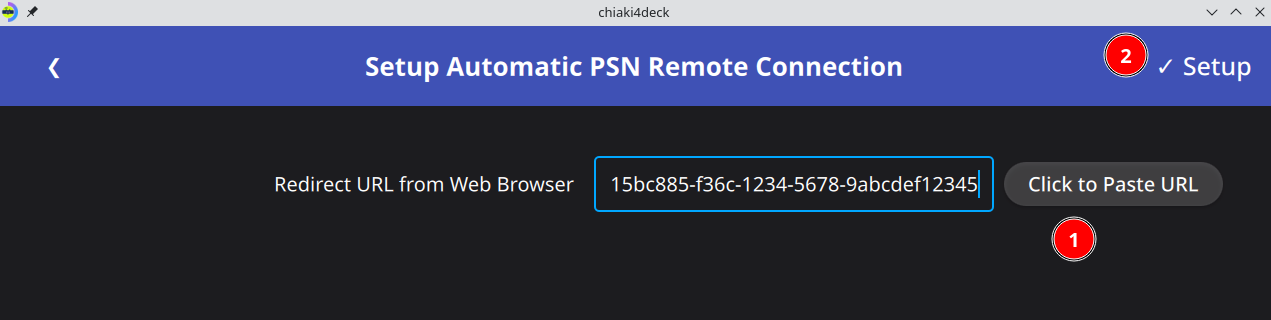 chiaki4deck
❮ Setup Automatic PSN Remote Connection 2 ✓ Setup
Redirect URL from Web Browser 15bc885-f36c-1234-5678-9abcdef12345 Click to Paste URL
1